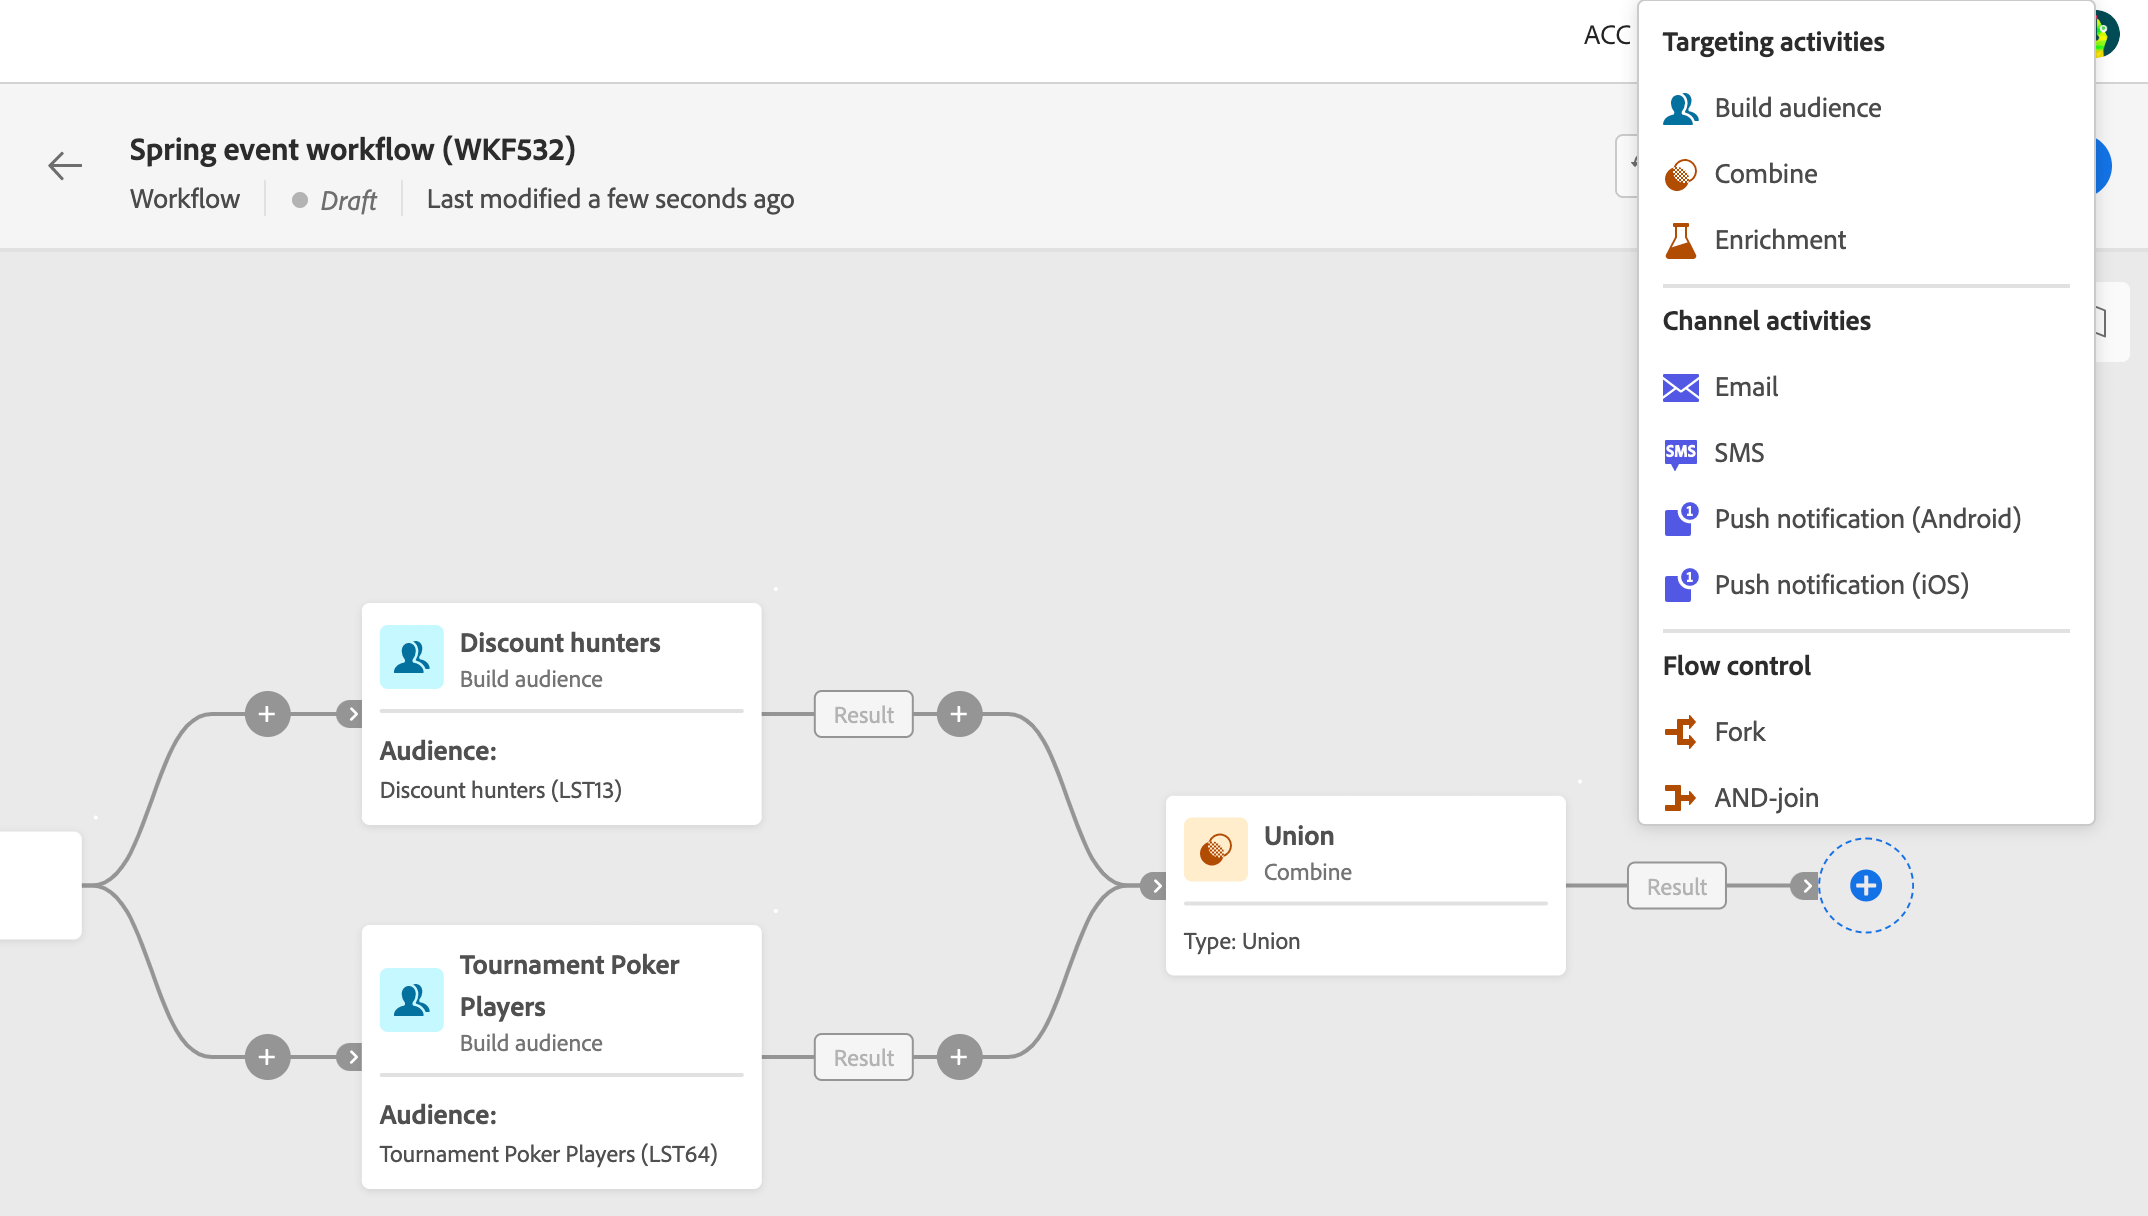 ACC
Spring event workflow (WKF532)
Workflow
Draft
Last modified a few seconds ago
Targeting activities
Build audience
Combine
Enrichment
Channel activities
Email
SMS
SMS
1
Push notification (Android)
1
Push notification (iOS)
Flow control
Fork
AND-join
Discount hunters
Build audience
Audience:
Discount hunters (LST13)
Result
Tournament Poker
Players
Build audience
Audience:
Tournament Poker Players (LST64)
Result
Union
Combine
Type: Union
Result